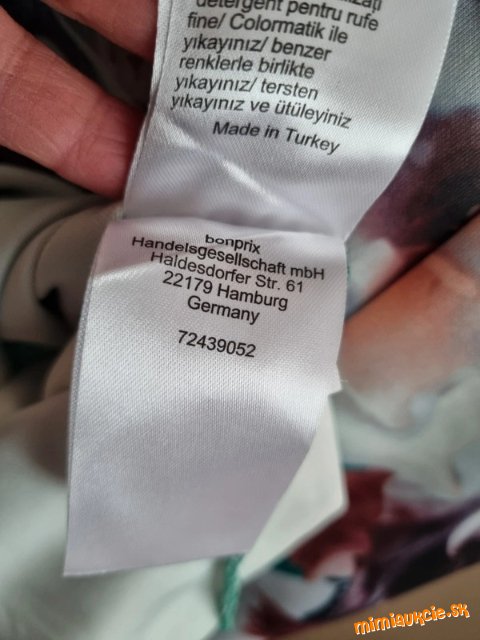 detergent pentru rufe
fine/ Colormatik ile
yıkayınız/ benzer
renklerle birlikte
yıkayınız/ tersten
yıkayınız ve ütüleyiniz
Made in Turkey
bonprix
Handelsgesellschaft mbH
Haldesdorfer Str. 61
22179 Hamburg
Germany
72439052
mimiaukcie.sk